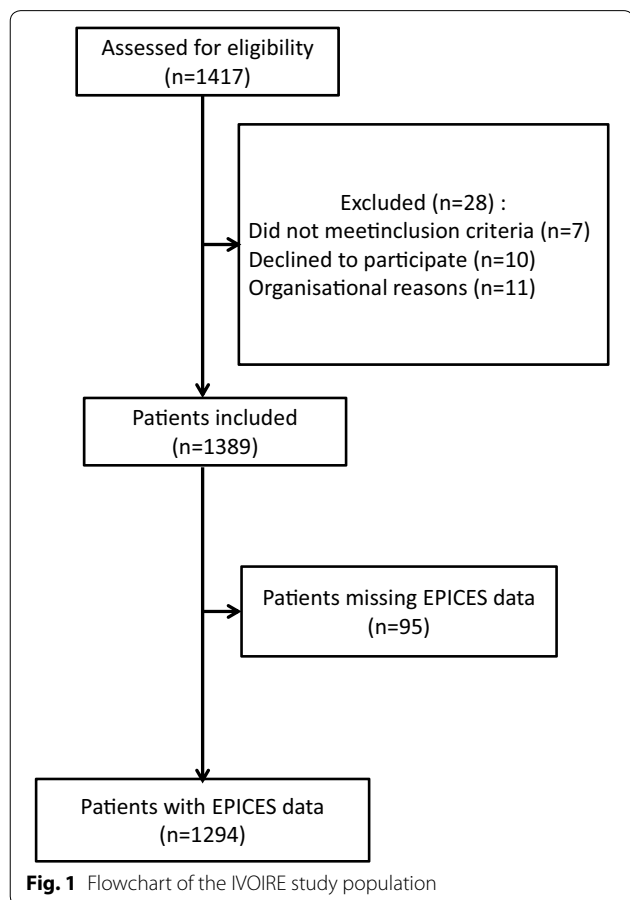 Assessed for eligibility
(n=1417)
Excluded (n=28) :
Did not meetinclusion criteria (n=7)
Declined to participate (n=10)
Organisational reasons (n=11)
Patients included
(n=1389)
Patients missing EPICES data
(n=95)
Patients with EPICES data
(n=1294)
Fig. 1 Flowchart of the IVOIRE study population